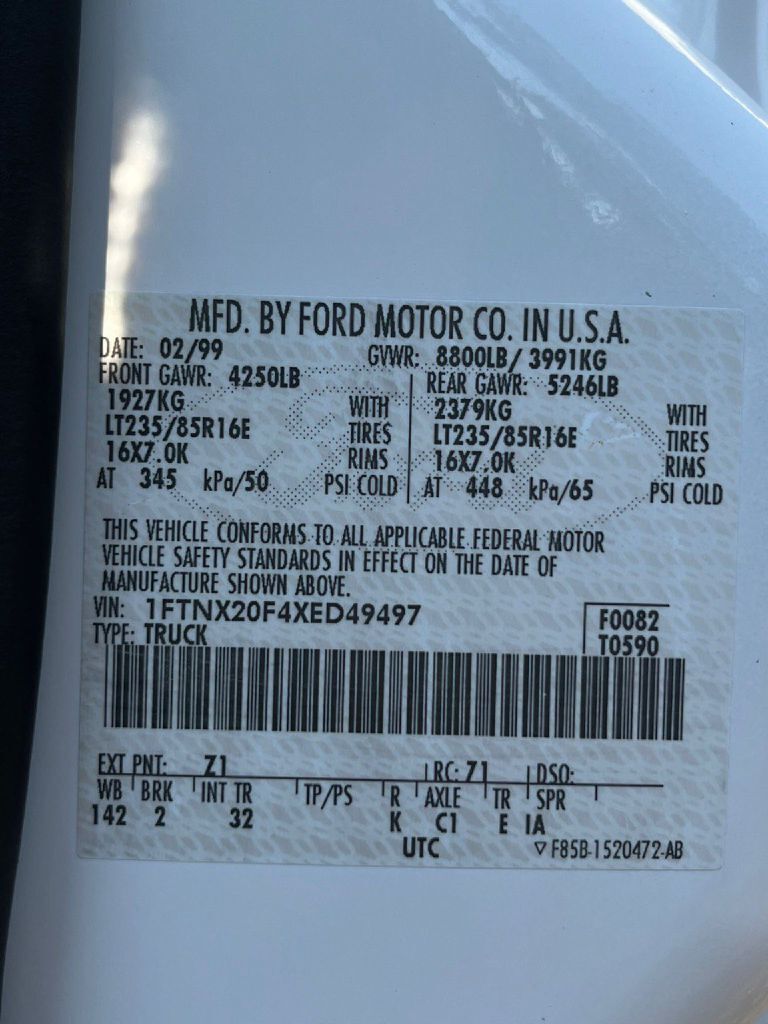 MFD. BY FORD MOTOR CO. IN U.S.A.
DATE: 02/99 GVWR: 8800LB/ 3991KG
FRONT GAWR: 4250LB REAR GAWR: 5246LB
1927KG WITH 2379KG WITH
LT235/85R16E TIRES LT235/85R16E TIRES
16X7.0K RIMS 16X7.0K RIMS
AT 345 kPa/50 PSI COLD AT 448 kPa/65 PSI COLD
THIS VEHICLE CONFORMS TO ALL APPLICABLE FEDERAL MOTOR
VEHICLE SAFETY STANDARDS IN EFFECT ON THE DATE OF
MANUFACTURE SHOWN ABOVE.
VIN: 1FTNX20F4XED49497 F0082
TYPE: TRUCK T0590
EXT PNT: Z1 RC: 71 DSO:
WB BRK INT TR TP/PS R AXLE TR SPR
142 2 32 K C1 E IA
UTC ▽ F85B-1520472-AB